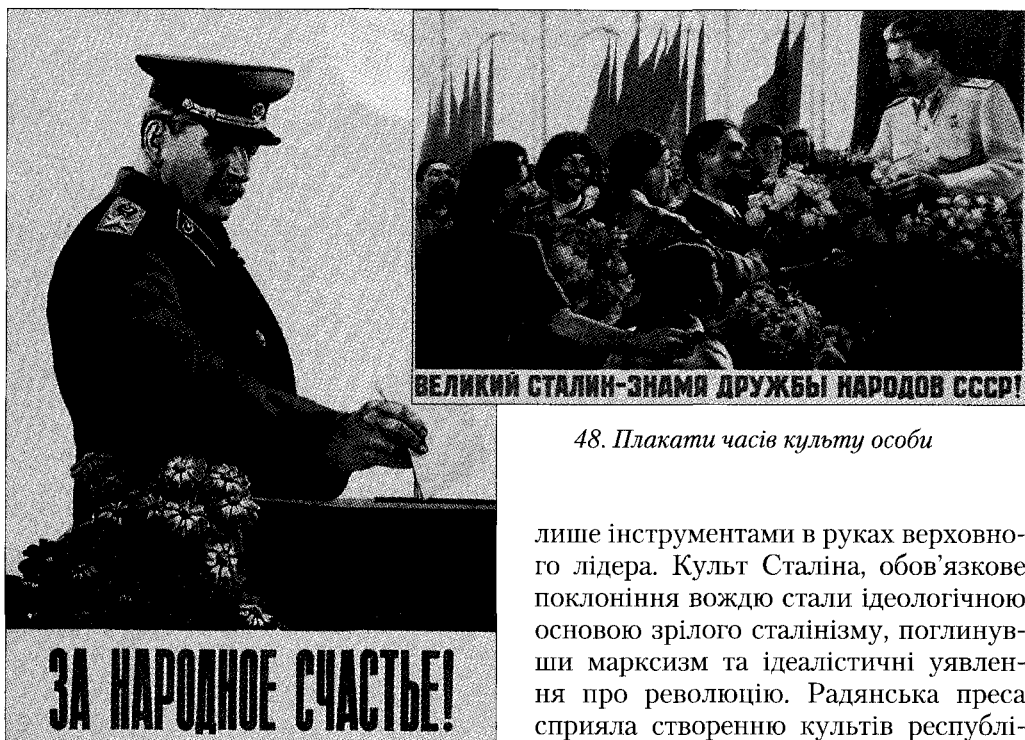 ВЕЛИКИЙ СТАЛИН-ЗНАМЯ ДРУЖБЫ НАРОДОВ СССР!
48. Плакати часів культу особи
ЗА НАРОДНОЕ СЧАСТЬЕ!
лише інструментами в руках верховно-
го лідера. Культ Сталіна, обов'язкове
поклоніння вождю стали ідеологічною
основою зрілого сталінізму, поглинув-
ши марксизм та ідеалістичні уявлен-
ня про революцію. Радянська преса
сприяла створенню культів республі-